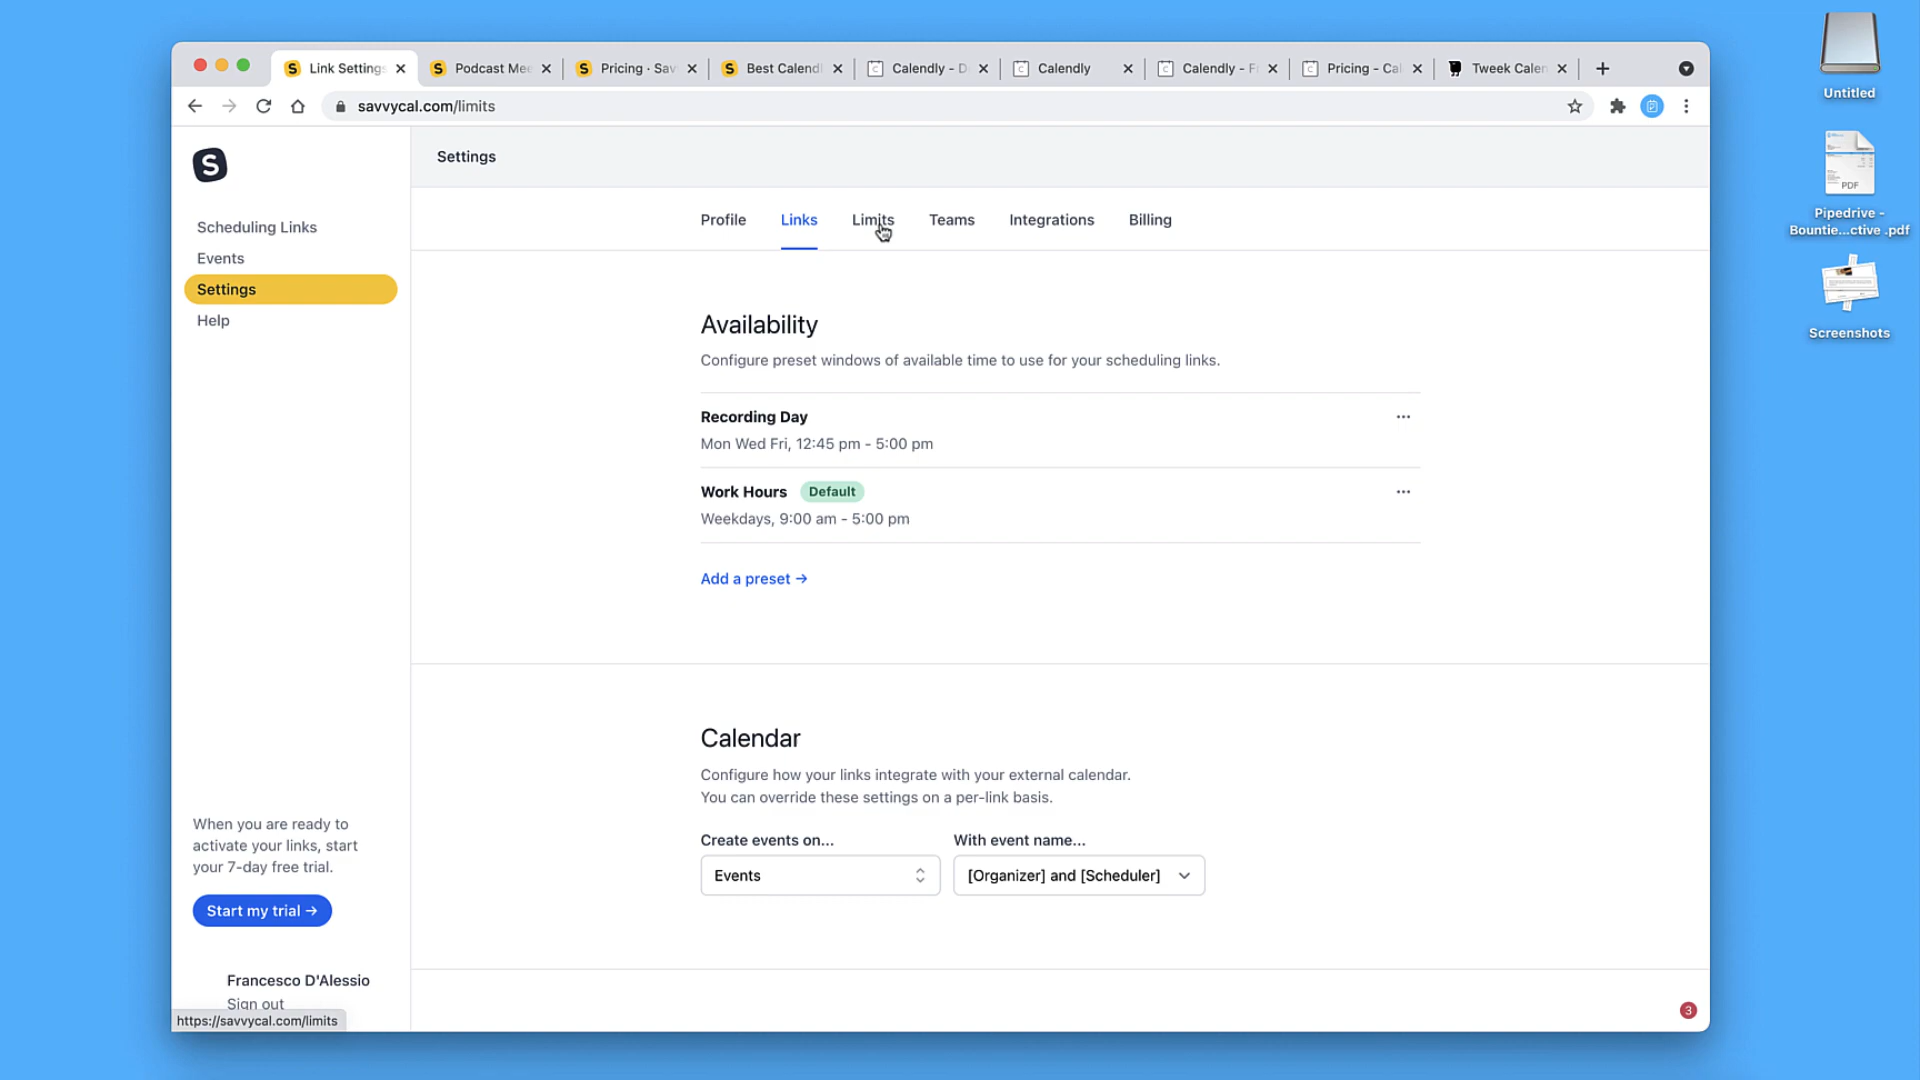 Link Settings
Podcast Mee
Pricing · Sav
Best Calend
Calendly - D
Calendly
Calendly - F
Pricing - Cal
Tweek Calen
savvycal.com/limits
S
Settings
Scheduling Links
Events
Settings
Help
Profile
Links
Limits
Teams
Integrations
Billing
Availability
Configure preset windows of available time to use for your scheduling links.
Recording Day
Mon Wed Fri, 12:45 pm - 5:00 pm
Work Hours Default
Weekdays, 9:00 am - 5:00 pm
Add a preset →
Calendar
Configure how your links integrate with your external calendar.
You can override these settings on a per-link basis.
Create events on...
With event name...
Events
[Organizer] and [Scheduler]
When you are ready to
activate your links, start
your 7-day free trial.
Start my trial →
Francesco D'Alessio
Sign out
https://savvycal.com/limits
3
Untitled
PDF
Pipedrive -
Bountie...ctive .pdf
Screenshots